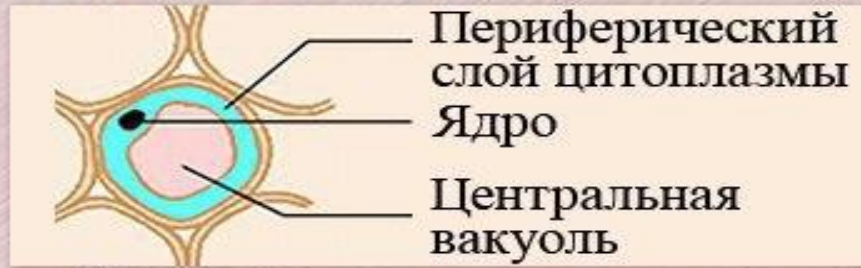 Периферический
слой цитоплазмы
Ядро
Центральная
вакуоль